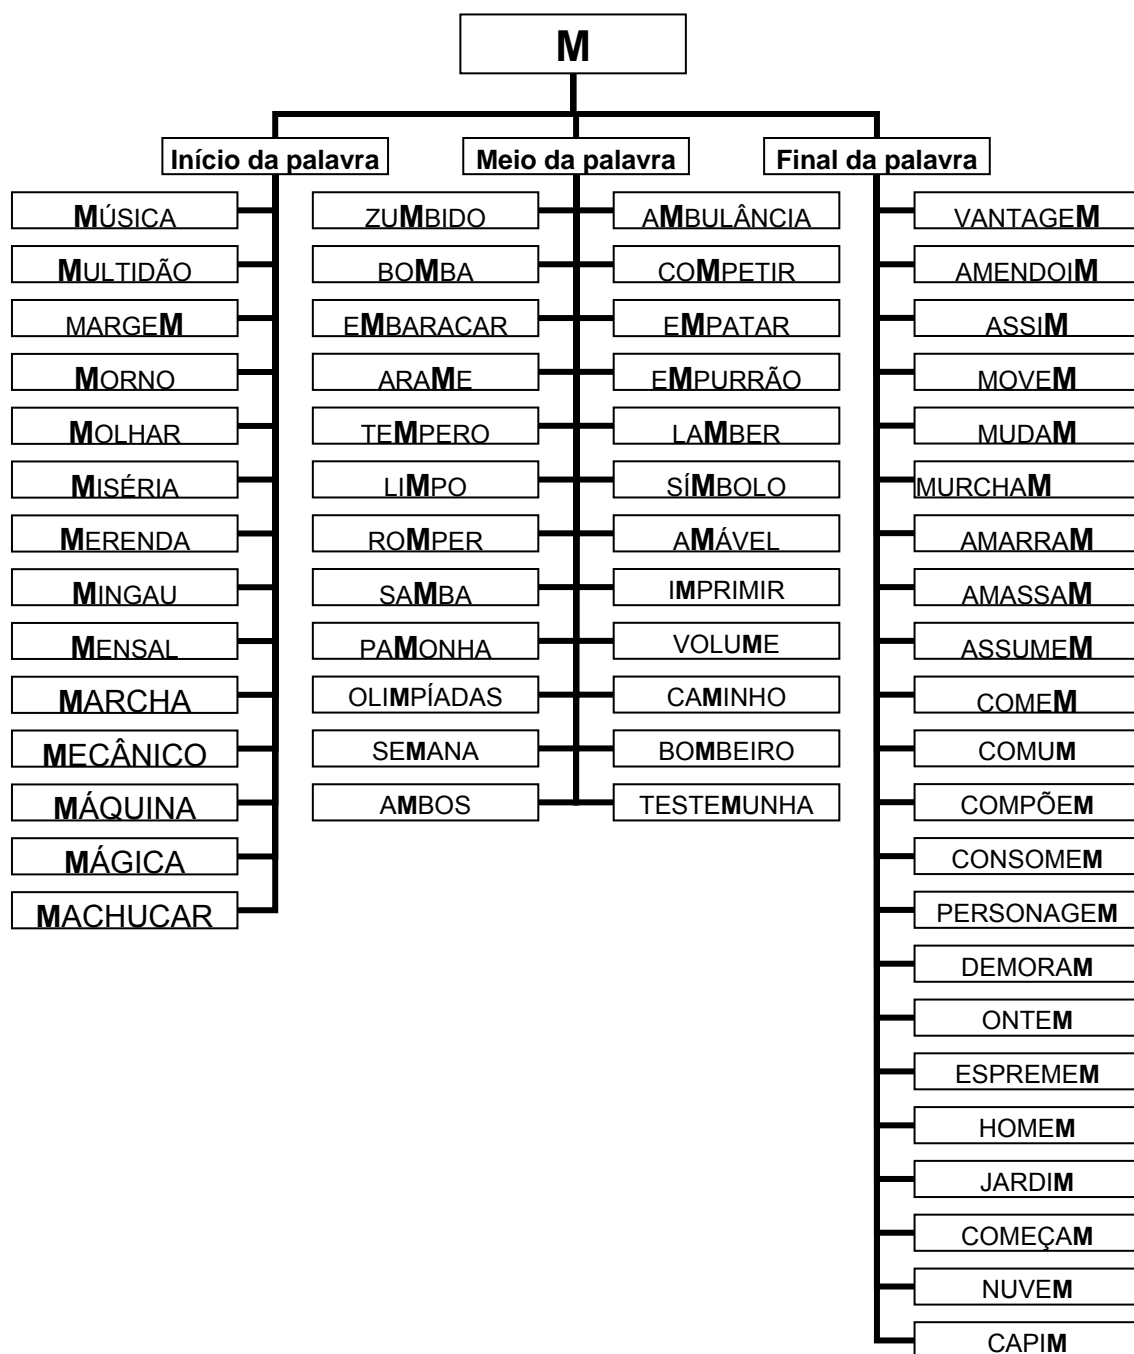 M
Início da palavra
Meio da palavra
Final da palavra
MÚSICA
MULTIDÃO
MARGEM
MORNO
MOLHAR
MISÉRIA
MERENDA
MINGAU
MENSAL
MARCHA
MECÂNICO
MÁQUINA
MÁGICA
MACHUCAR
ZUMBIDO
BOMBA
EMBARACAR
ARAME
TEMPERO
LIMPO
ROMPER
SAMBA
PAMONHA
OLIMPÍADAS
SEMANA
AMBOS
AMBULÂNCIA
COMPETIR
EMPATAR
EMPURRÃO
LAMBER
SÍMBOLO
AMÁVEL
IMPRIMIR
VOLUME
CAMINHO
BOMBEIRO
TESTEMUNHA
VANTAGEM
AMENDOIM
ASSIM
MOVEM
MUDAM
MURCHAM
AMARRAM
AMASSAM
ASSUMEM
COMEM
COMUM
COMPÕEM
CONSOMEM
PERSONAGEM
DEMORAM
ONTEM
ESPREMEM
HOMEM
JARDIM
COMEÇAM
NUVEM
CAPIM